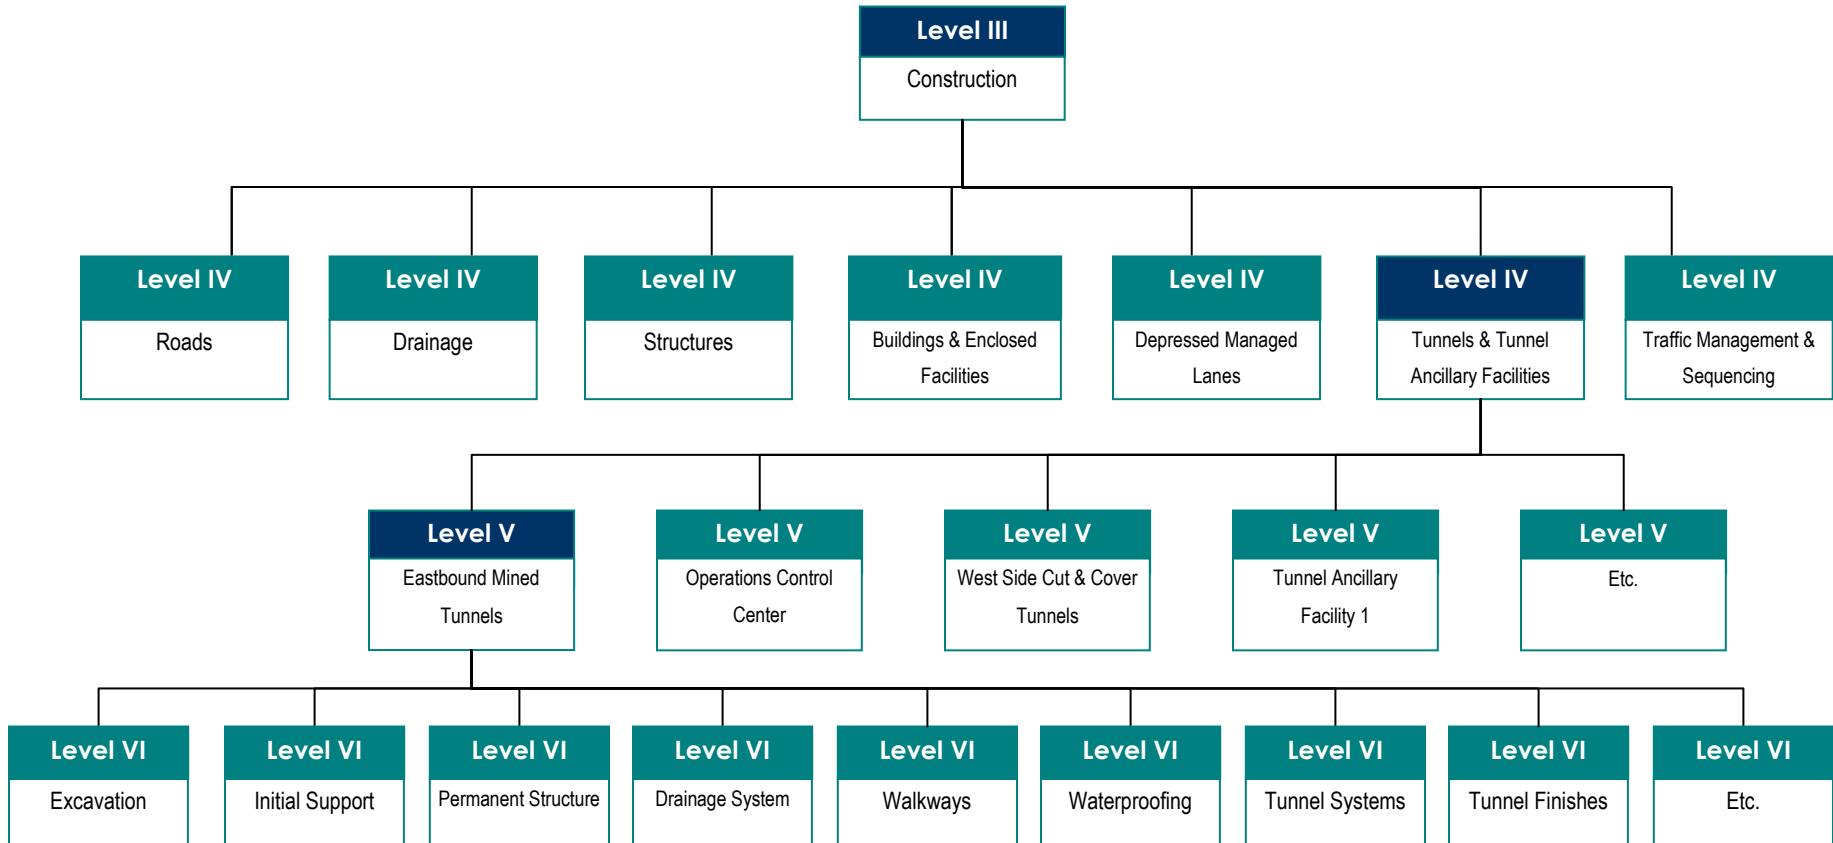 Level III
Construction
Level IV
Roads
Level IV
Drainage
Level IV
Structures
Level IV
Buildings & Enclosed
Facilities
Level IV
Depressed Managed
Lanes
Level IV
Tunnels & Tunnel
Ancillary Facilities
Level IV
Traffic Management &
Sequencing
Level V
Eastbound Mined
Tunnels
Level V
Operations Control
Center
Level V
West Side Cut & Cover
Tunnels
Level V
Tunnel Ancillary
Facility 1
Level V
Etc.
Level VI
Excavation
Level VI
Initial Support
Level VI
Permanent Structure
Level VI
Drainage System
Level VI
Walkways
Level VI
Waterproofing
Level VI
Tunnel Systems
Level VI
Tunnel Finishes
Level VI
Etc.